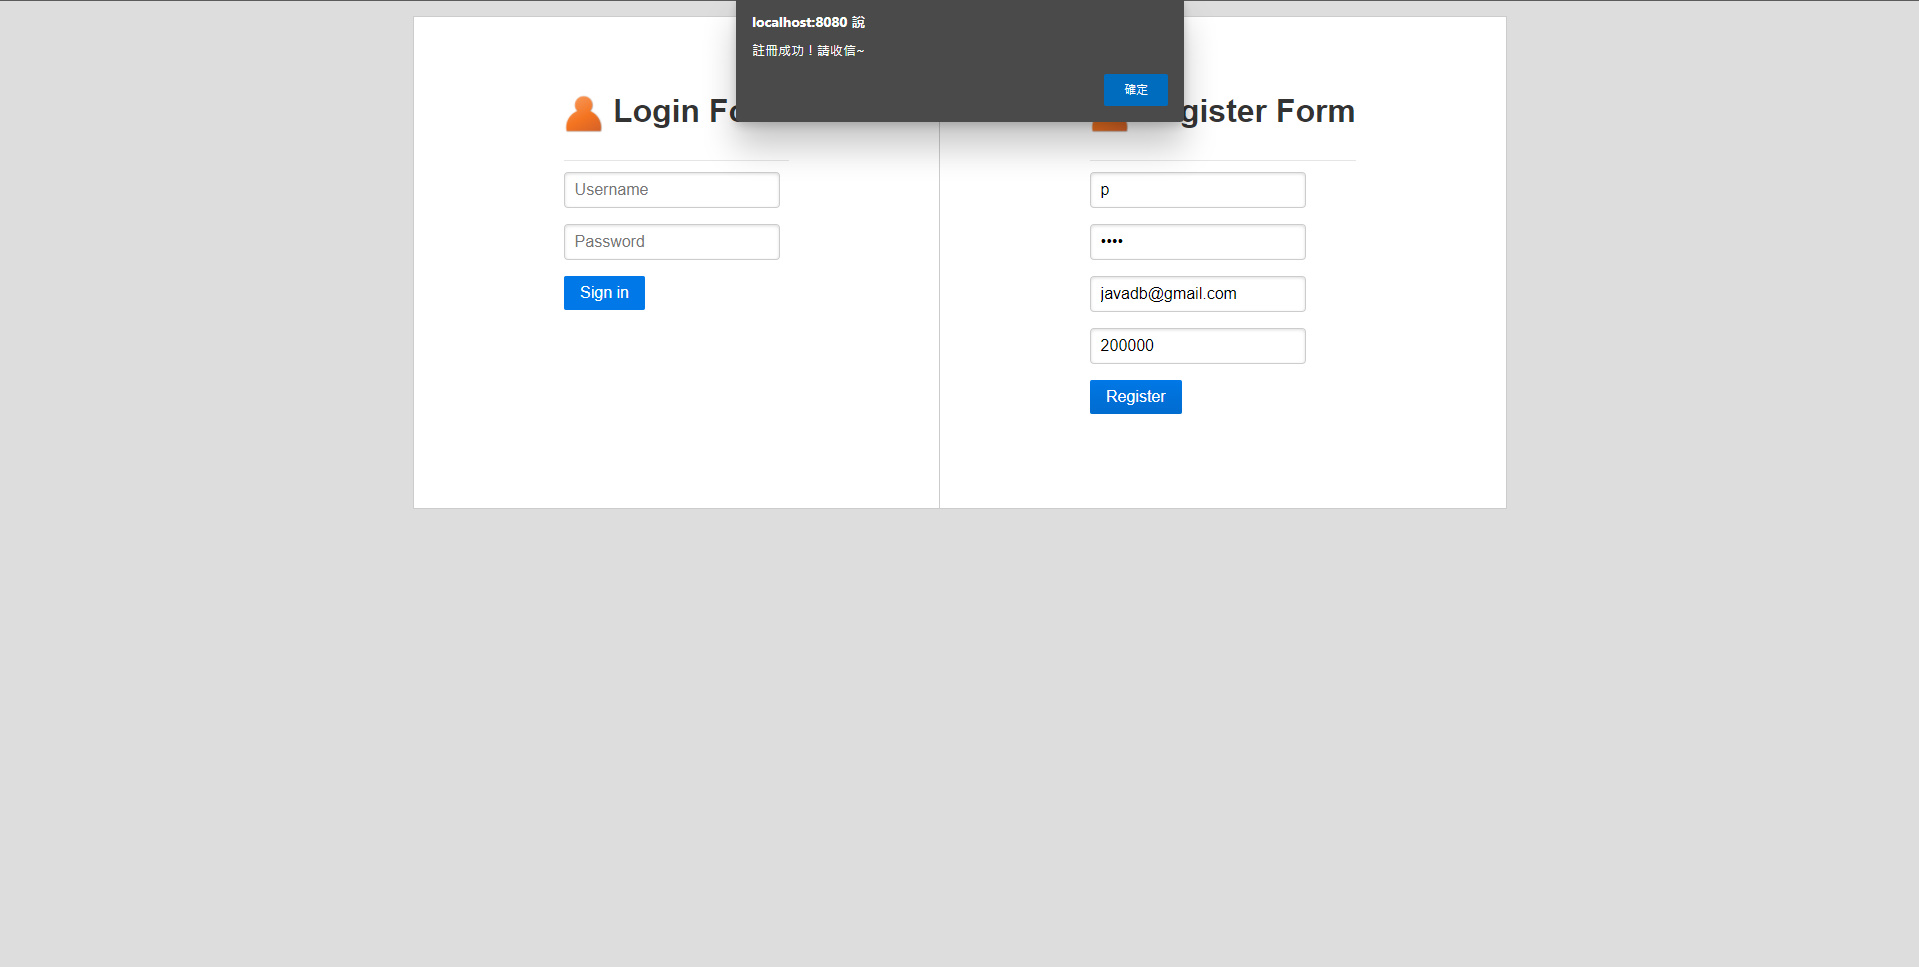 localhost:8080 說
註冊成功！請收信~
確定
Login Fo
gister Form
Username
Password
Sign in
p
••••
javadb@gmail.com
200000
Register